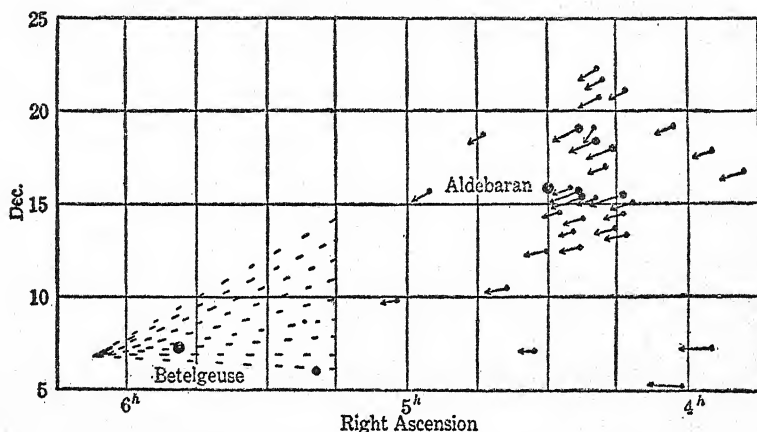 25
20
Dec.
Aldebaran
15
10
Betelgeuse
5
6h
5h
4h
Right Ascension